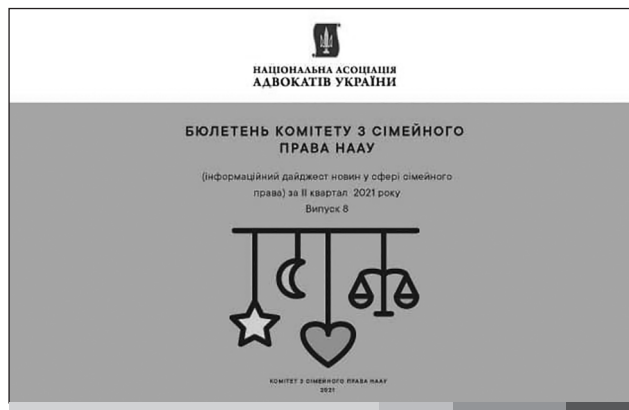 НАЦІОНАЛЬНА АСОЦІАЦІЯ
АДВОКАТІВ УКРАЇНИ
БЮЛЕТЕНЬ КОМІТЕТУ З СІМЕЙНОГО
ПРАВА НААУ
(інформаційний дайджест новин у сфері сімейного
права) за II квартал 2021 року
Випуск 8
КОМІТЕТ З СІМЕЙНОГО ПРАВА НААУ
2021